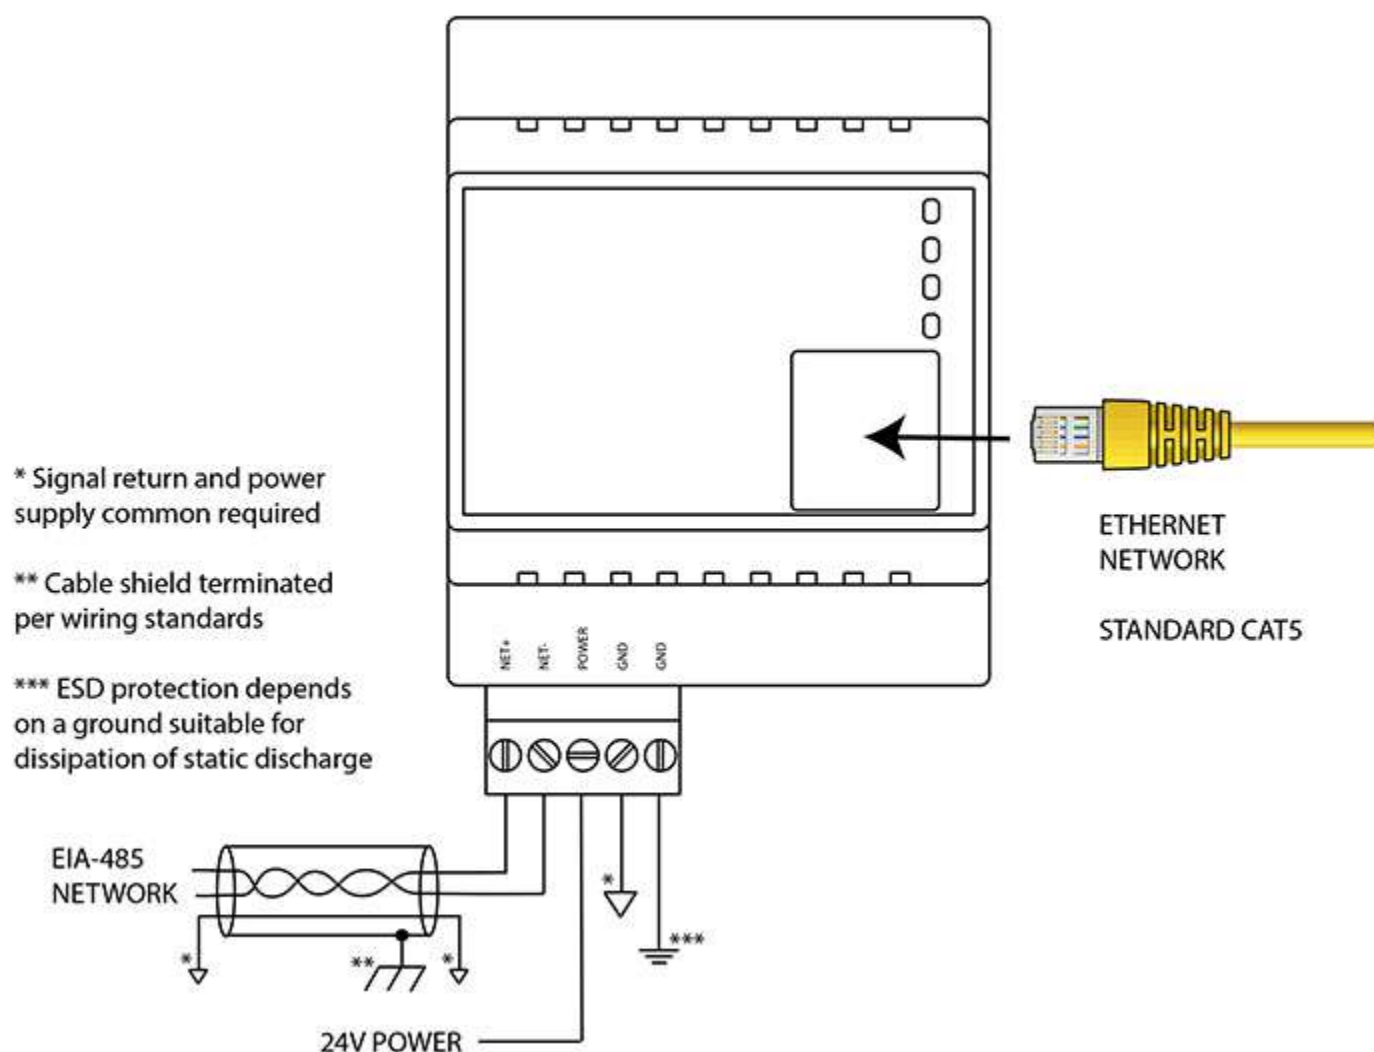 * Signal return and power
supply common required
** Cable shield terminated
per wiring standards
*** ESD protection depends
on a ground suitable for
dissipation of static discharge
ETHERNET
NETWORK
STANDARD CAT5
NET+
NET-
POWER
GND
GND
EIA-485
NETWORK
*
**
*
*
***
24V POWER